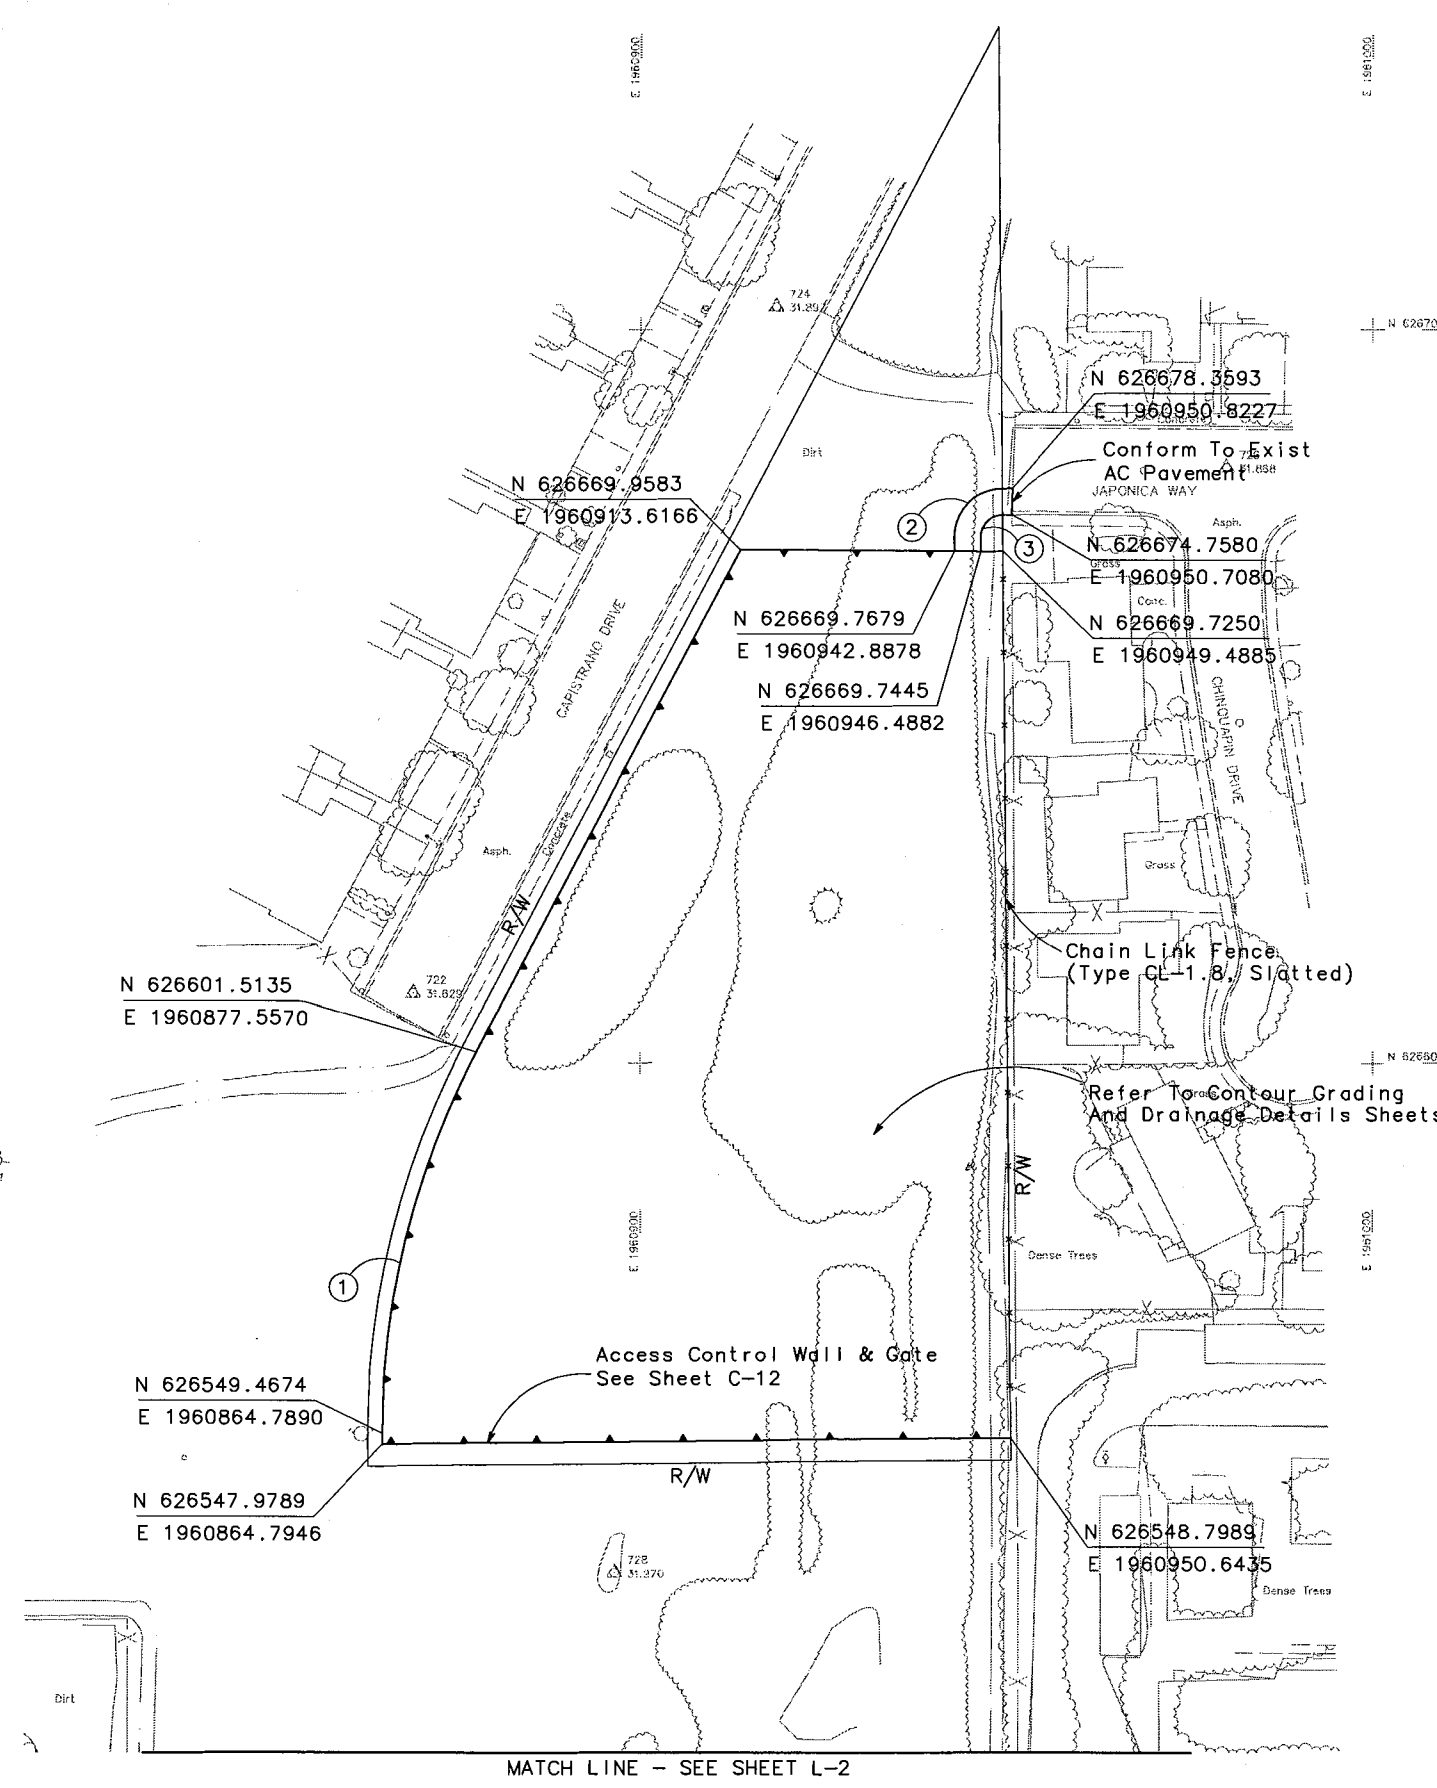 E 1960900
E 1961000
724
31.89
N 62670
N 626678.3593
E 1960950.8227
Conform To Exist
AC Pavement
31.868
JAPONICA WAY
Dirt
N 626669.9583
E 1960913.6166
2
3
Asph.
N 626674.7580
E 1960950.7080
Grass
Conc.
N 626669.7679
E 1960942.8878
N 626669.7250
E 1960949.4885
CAPISTRANO DRIVE
N 626669.7445
E 1960946.4882
CHINQUAPIN DRIVE
Asph.
Concrete
Grass
R/W
Chain Link Fence
(Type CL-1.8, Slatted)
N 626601.5135
E 1960877.5570
722
31.829
N 62660
Refer To Contour Grading
And Drainage Details Sheets
R/W
E 1960900
E 1961000
Dense Trees
1
Access Control Wall & Gate
See Sheet C-12
N 626549.4674
E 1960864.7890
R/W
N 626547.9789
E 1960864.7946
N 626548.7989
E 1960950.6435
728
31.270
Dense Trees
Dirt
MATCH LINE - SEE SHEET L-2